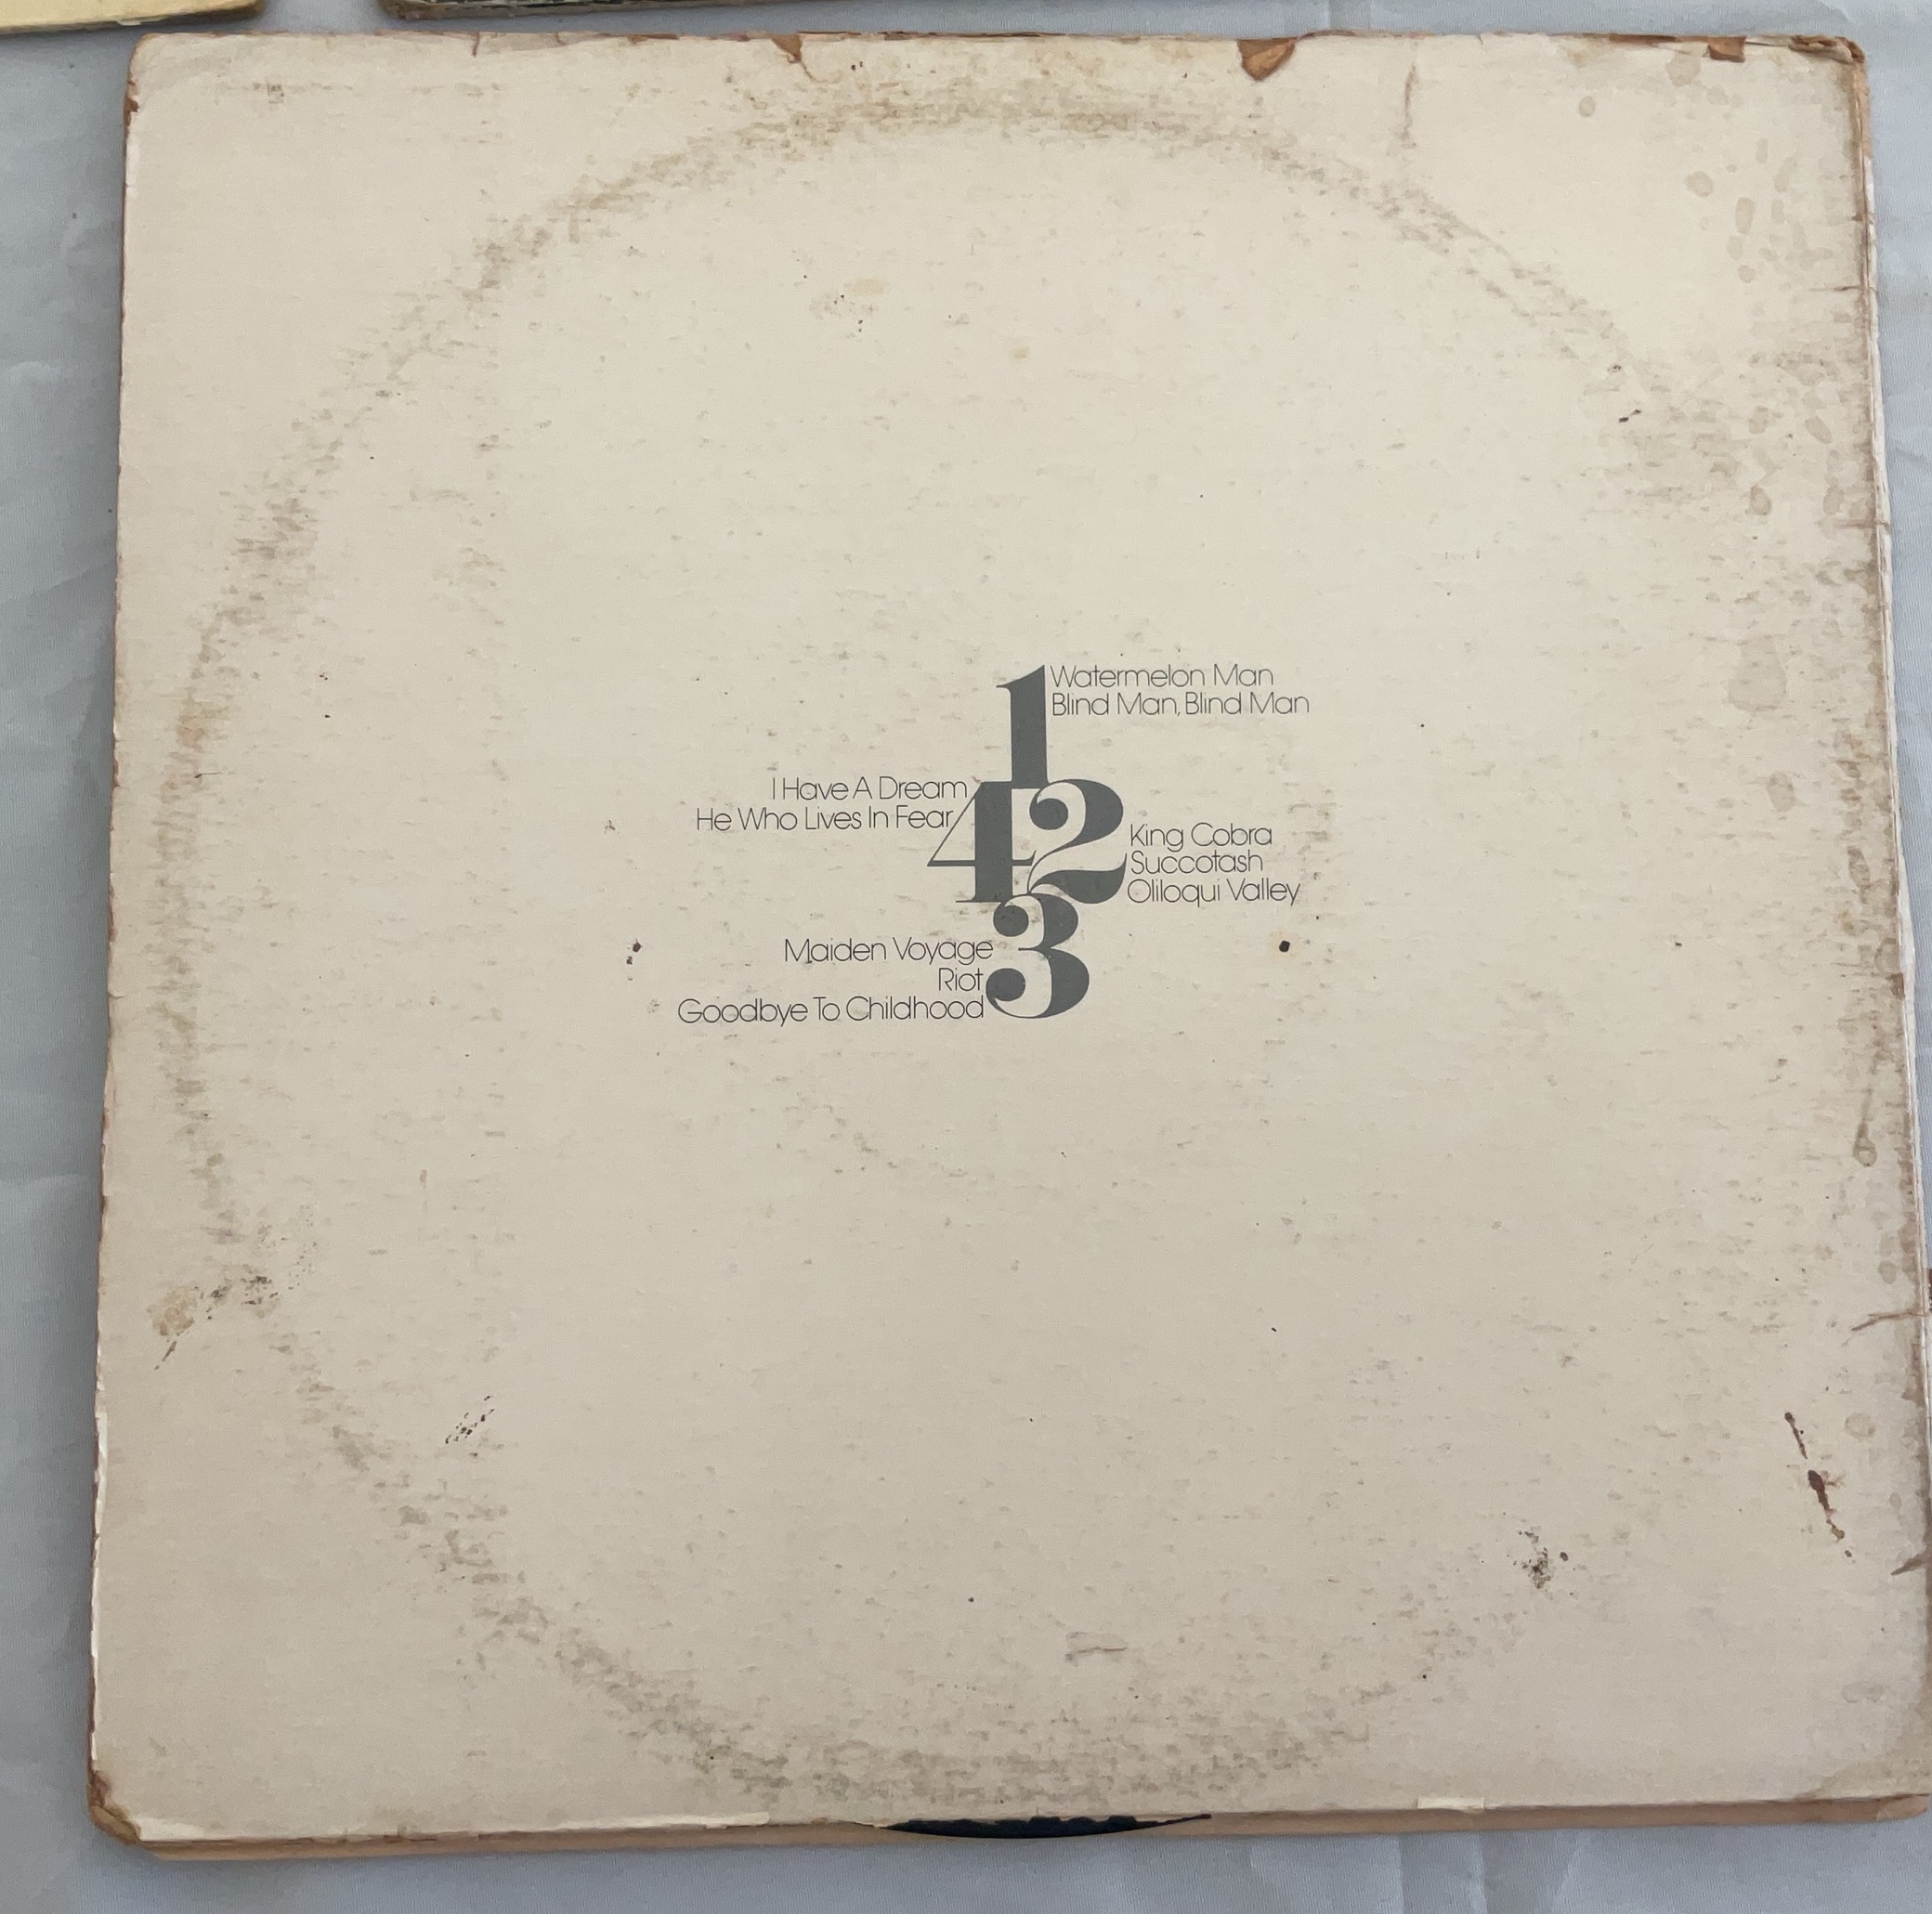 1
Watermelon Man
Blind Man, Blind Man
2
King Cobra
Succotash
Oliloqui Valley
3
Maiden Voyage
Riot
Goodbye To Childhood
4
I Have A Dream
He Who Lives In Fear